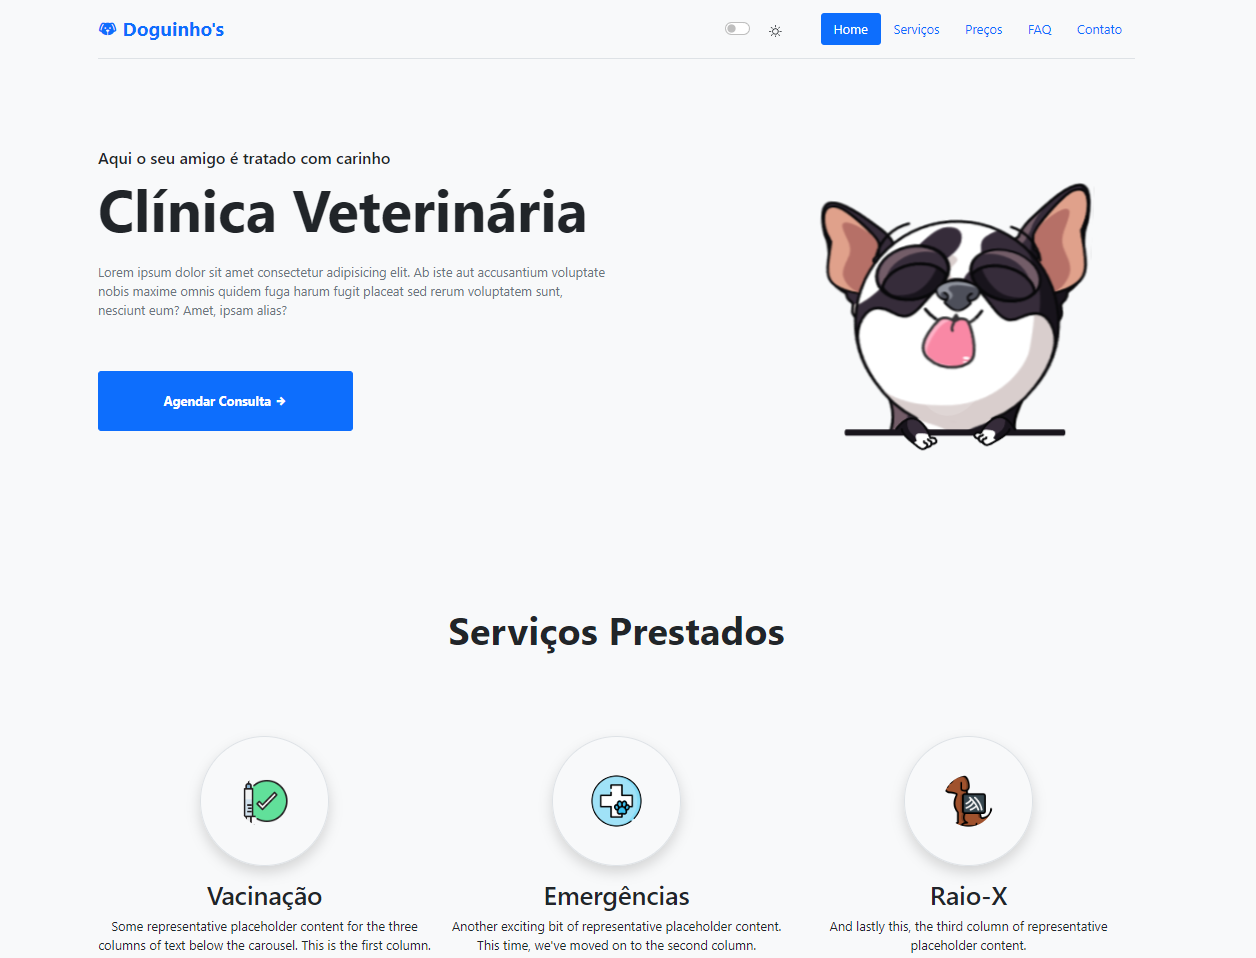 Doguinho's
Home Serviços Preços FAQ Contato
Aqui o seu amigo é tratado com carinho
Clínica Veterinária
Lorem ipsum dolor sit amet consectetur adipisicing elit. Ab iste aut accusantium voluptate
nobis maxime omnis quidem fuga harum fugit placeat sed rerum voluptatem sunt,
nesciunt eum? Amet, ipsam alias?
Agendar Consulta →
Serviços Prestados
Vacinação
Some representative placeholder content for the three
columns of text below the carousel. This is the first column.
Emergências
Another exciting bit of representative placeholder content.
This time, we've moved on to the second column.
Raio-X
And lastly this, the third column of representative
placeholder content.